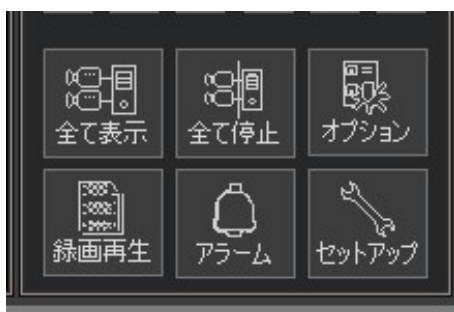 全て表示
全て停止
オプション
録画再生
アラーム
セットアップ